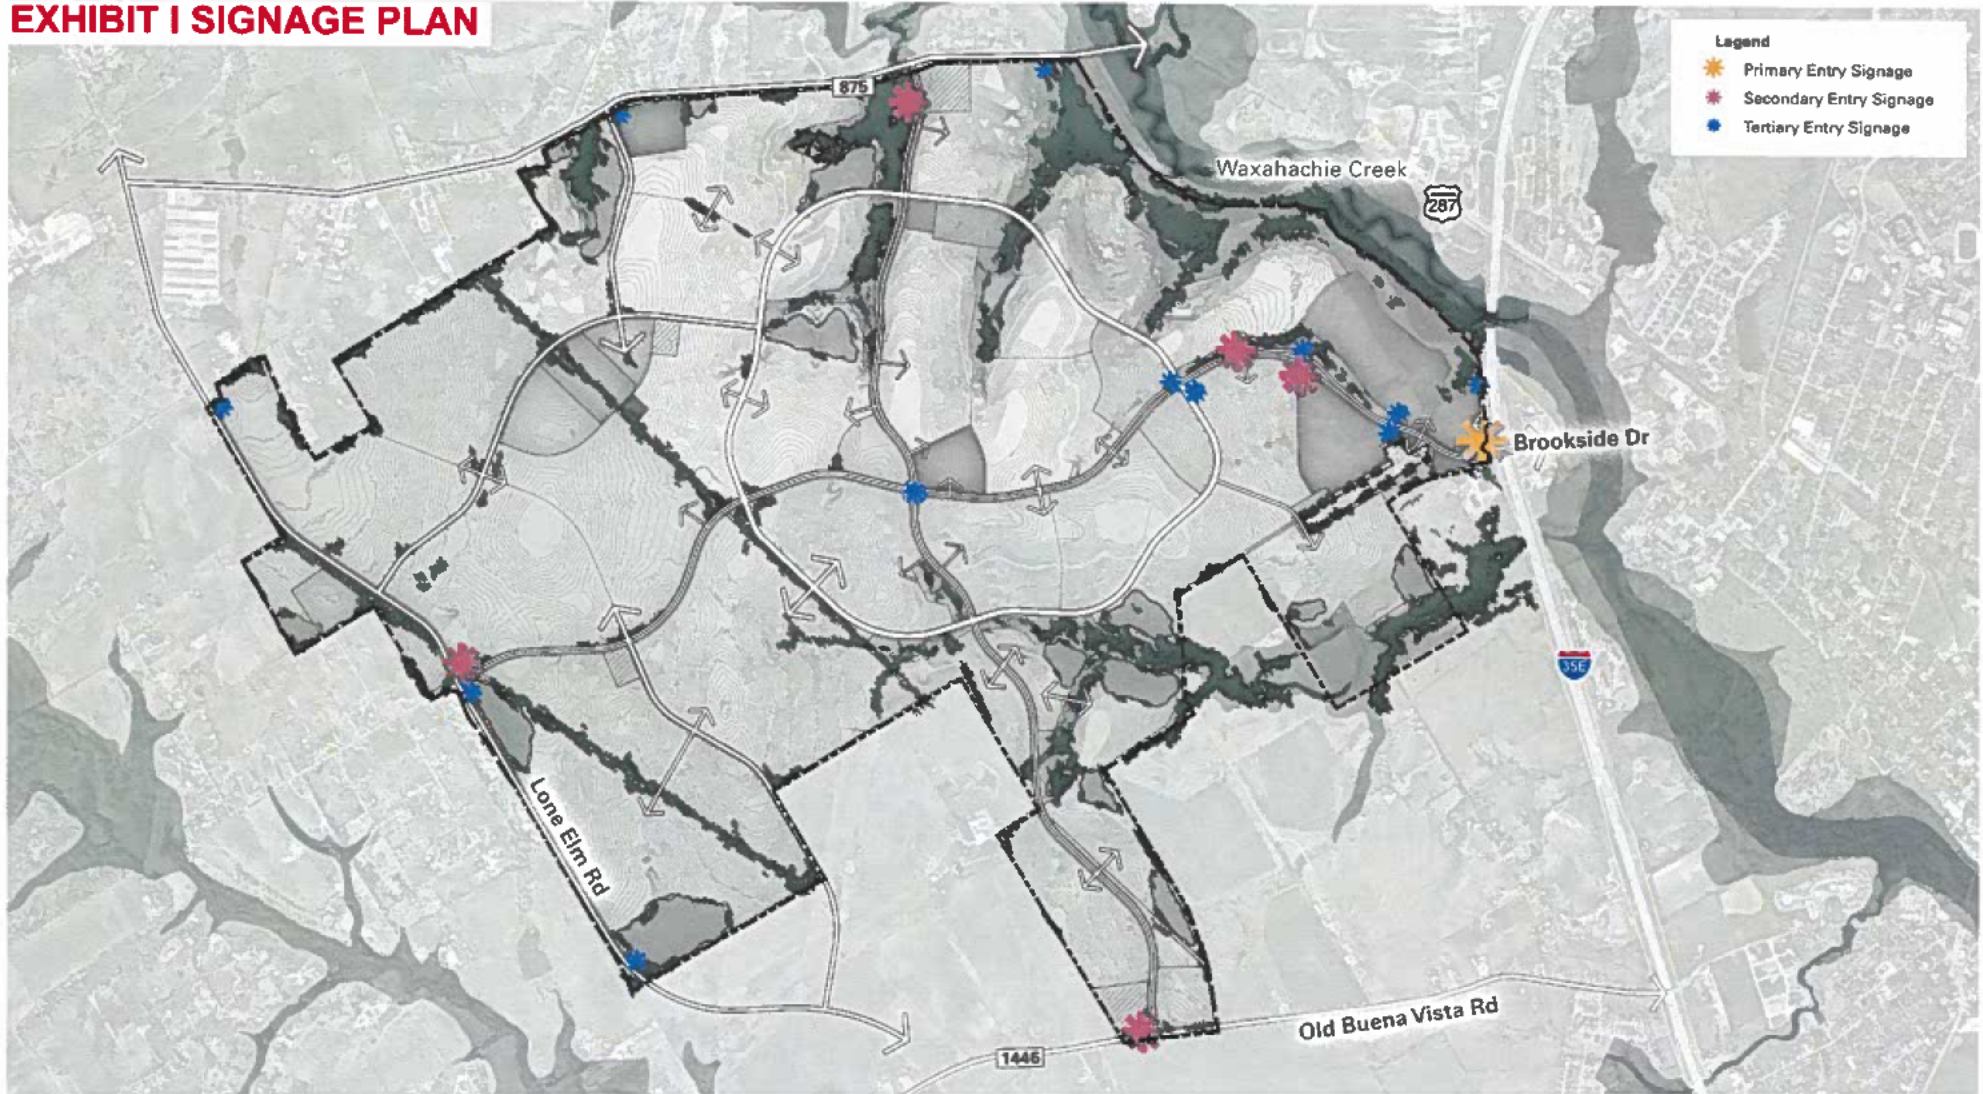 EXHIBIT I SIGNAGE PLAN
Legend
Primary Entry Signage
Secondary Entry Signage
Tertiary Entry Signage
875
Waxahachie Creek
287
Brookside Dr
35E
Lone Elm Rd
Old Buena Vista Rd
1446